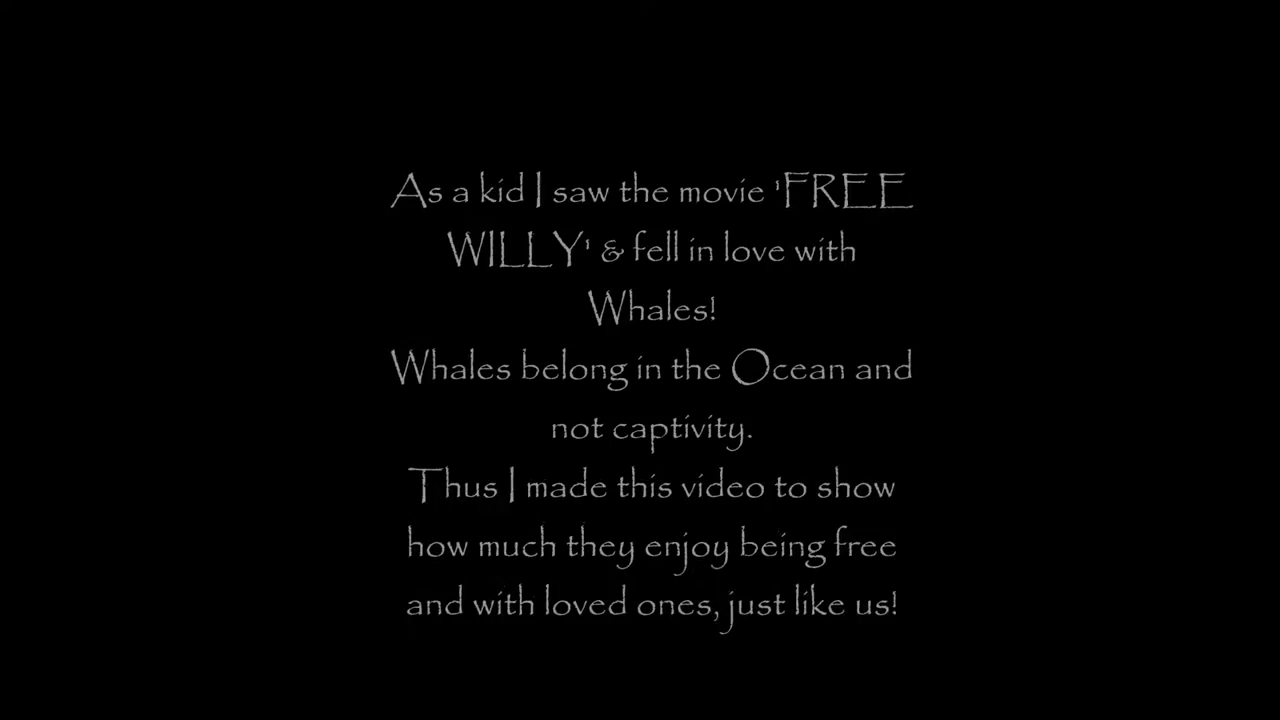 As a kid I saw the movie 'FREE
WILLY' & fell in love with
Whales!
Whales belong in the Ocean and
not captivity.
Thus I made this video to show
how much they enjoy being free
and with loved ones, just like us!